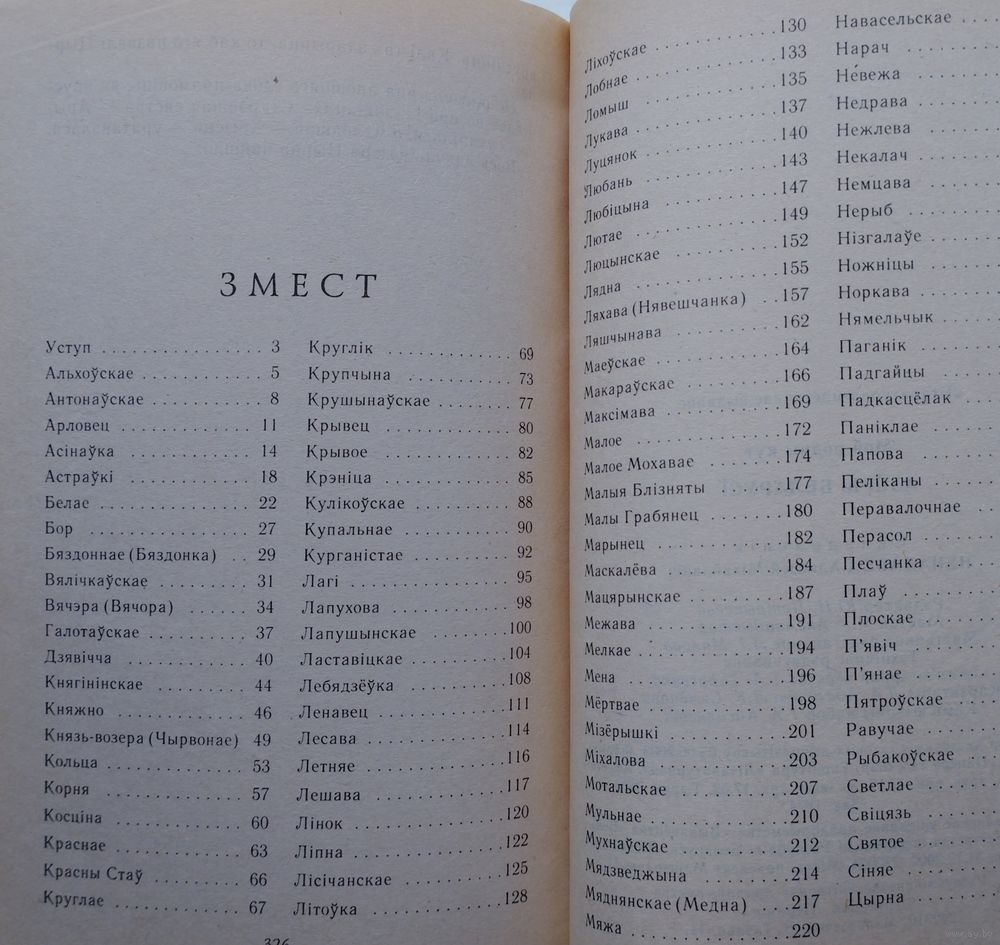 ЗМЕСТ
Уступ ................ 3
Альхоўскае ............ 5
Антонаўскае ........... 8
Арловец ............. 11
Асінаўка ............. 14
Астраўкі ............. 18
Белае ............... 22
Бор ................. 27
Бяздоннае (Бяздонка) .. 29
Вялічкаўскае .......... 31
Вячэра (Вячора) ...... 34
Галотаўскае .......... 37
Дзявічча ............. 40
Княгінінскае .......... 44
Княжно .............. 46
Князь-возера (Чырвонае) 49
Кольца .............. 53
Корня ............... 57
Косціна .............. 60
Краснае ............. 63
Красны Стаў ......... 66
Круглае ............. 67
Круглік ............. 69
Крупчына ............ 73
Крушынаўскае ........ 77
Крывец .............. 80
Крывое .............. 82
Крэніца ............. 85
Кулікоўскае .......... 88
Купальнае ........... 90
Курганістае .......... 92
Лагі ................ 95
Лапухова ............ 98
Лапушынскае ........ 100
Ластавіцкае ......... 104
Лебядзёўка .......... 108
Ленавец ............ 111
Лесава ............. 114
Летняе ............. 116
Лешава ............. 117
Лінок .............. 120
Ліпна .............. 122
Лісічанскае ......... 125
Літоўка ............ 128
326
Ліхоўскае ........... 130
Лобнае ............. 133
Ломыш ............. 135
Лукава ............. 137
Луцянок ............ 140
Любань ............ 143
Любіцына .......... 147
Лютае ............. 149
Люцынскае ......... 152
Лядна ............. 155
Ляхава (Нявешчанка) .. 157
Ляшчынава ......... 162
Маеўскае .......... 164
Макараўскае ........ 166
Максімава .......... 169
Малое ............. 172
Малое Мохавае ...... 174
Малыя Блізняты ..... 177
Малы Грабянец ...... 180
Марынец ........... 182
Маскалёва .......... 184
Мацярынскае ....... 187
Межава ............ 191
Мелкае ............ 194
Мена .............. 196
Мёртвае ........... 198
Мізёрышкі ......... 201
Міхалова .......... 203
Мотальскае ......... 207
Мульнае ........... 210
Мухнаўскае ........ 212
Мядзведжына ....... 214
Мяднянскае (Медна) ... 217
Мяжа ............. 220
Навасельскае ....
Нарач ........
Невежа ........
Недрава .......
Нежлева .......
Некалач .......
Немцава .......
Нерыб ........
Нізгалаўе ......
Ножніцы .......
Норкава .......
Нямельчык .....
Паганік .......
Падгайцы ......
Падкасцёлак ....
Паніклае ......
Папова ........
Пеліканы ......
Перавалочнае ...
Перасол .......
Песчанка ......
Плаў .........
Плоскае .......
П'явіч ........
П'янае ........
Пятроўскае .....
Равучае .......
Рыбакоўскае ....
Светлае .......
Свіцязь .......
Святое ........
Сіняе .........
Цырна ........
www.ay.by